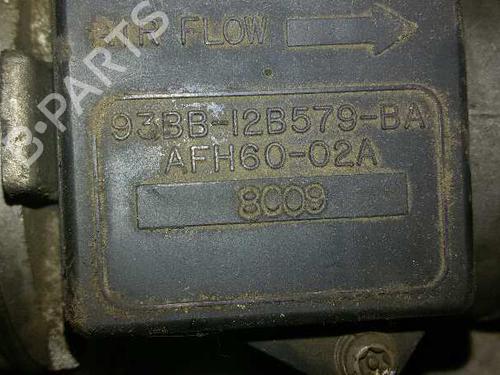 AIR FLOW
93BB-12B579-BA
AFH60-02A
8C09
B-PARTS